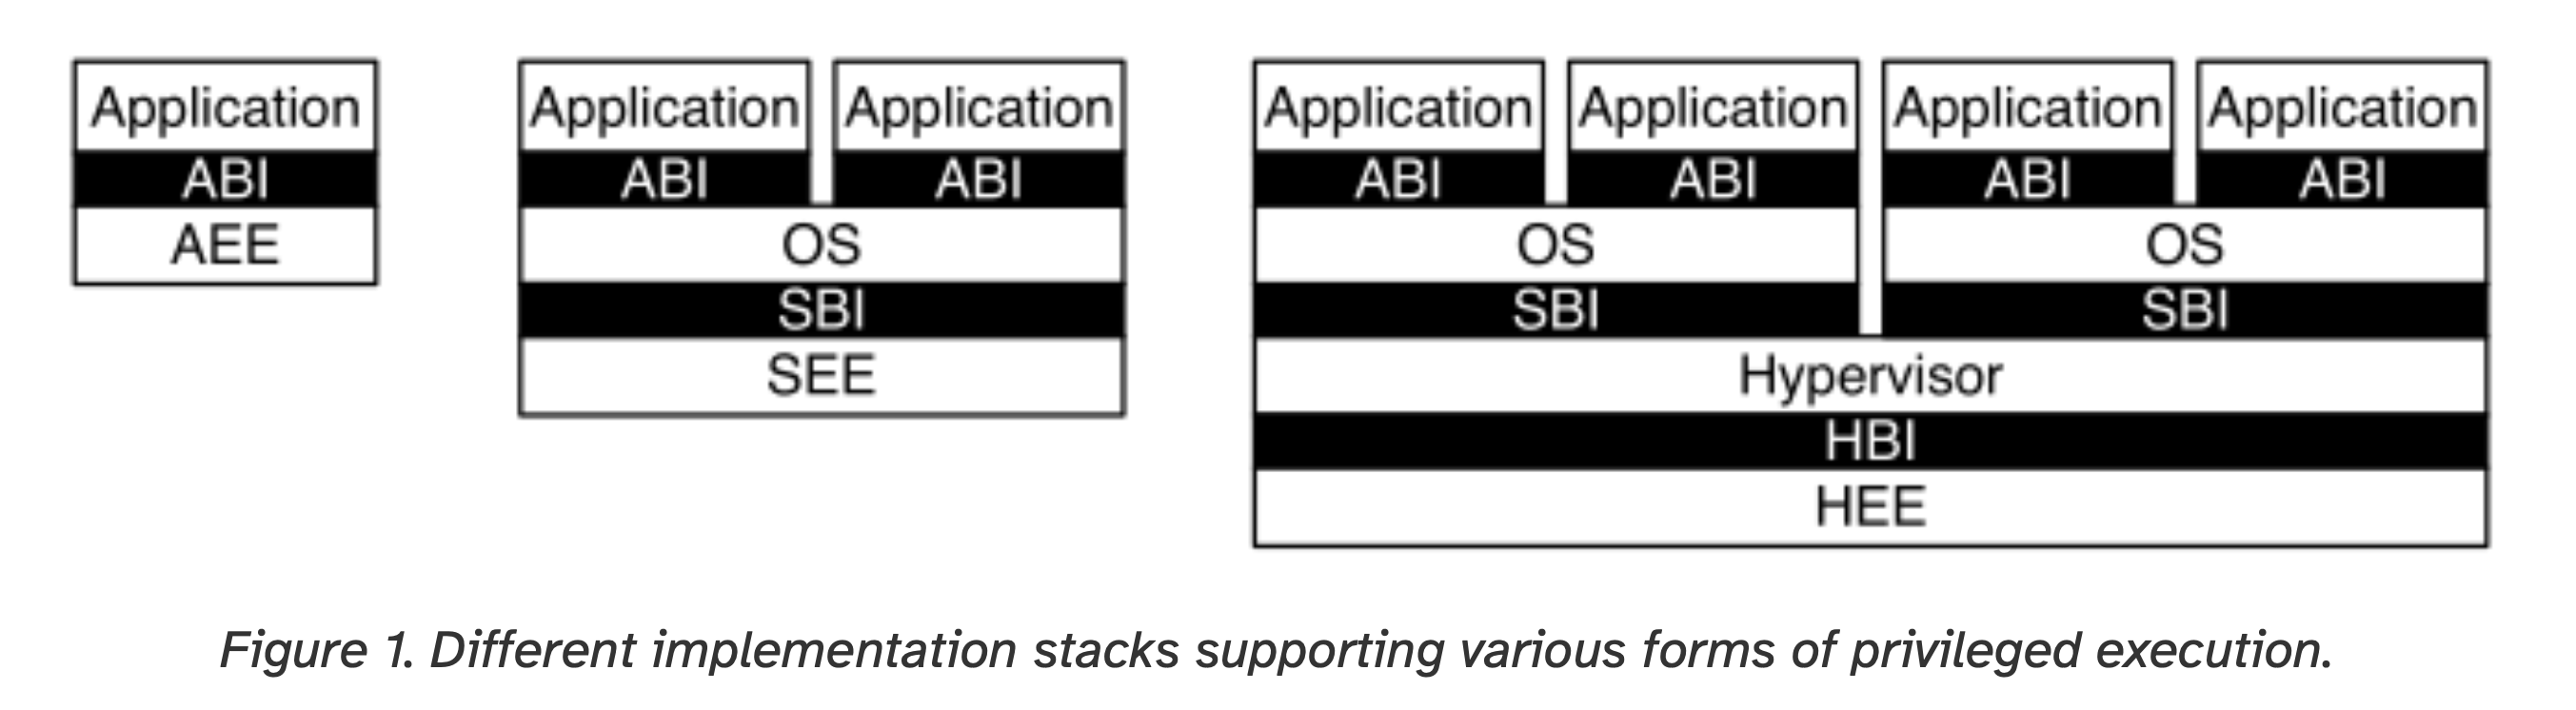 Application Application Application Application Application Application Application
ABI ABI ABI ABI ABI ABI ABI
AEE OS OS OS
SBI SBI SBI
SEE Hypervisor
HBI
HEE
Figure 1. Different implementation stacks supporting various forms of privileged execution.